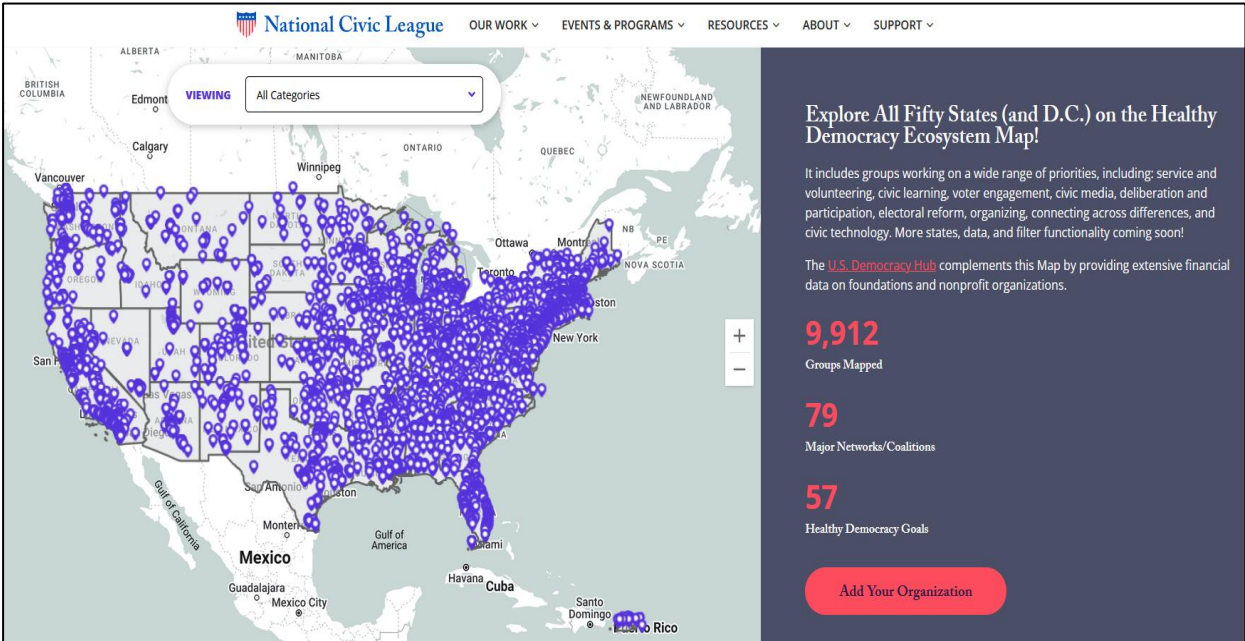 National Civic League
OUR WORK
EVENTS & PROGRAMS
RESOURCES
ABOUT
SUPPORT
VIEWING
All Categories
ALBERTA
MANITOBA
BRITISH
COLUMBIA
NEWFOUNDLAND
AND LABRADOR
Calgary
ONTARIO
QUEBEC
Winnipeg
Vancouver
Ottawa
NB
PE
NOVA SCOTIA
Toronto
New York
NEVADA
OREGO
IDAHO
UTAH
San Antonio
Gulf of California
Gulf of
America
Mexico
Havana
Cuba
Guadalajara
Mexico City
Santo
Domingo
Explore All Fifty States (and D.C.) on the Healthy
Democracy Ecosystem Map!
It includes groups working on a wide range of priorities, including: service and
volunteering, civic learning, voter engagement, civic media, deliberation and
participation, electoral reform, organizing, connecting across differences, and
civic technology. More states, data, and filter functionality coming soon!
The U.S. Democracy Hub complements this Map by providing extensive financial
data on foundations and nonprofit organizations.
9,912
Groups Mapped
79
Major Networks/Coalitions
57
Healthy Democracy Goals
Add Your Organization